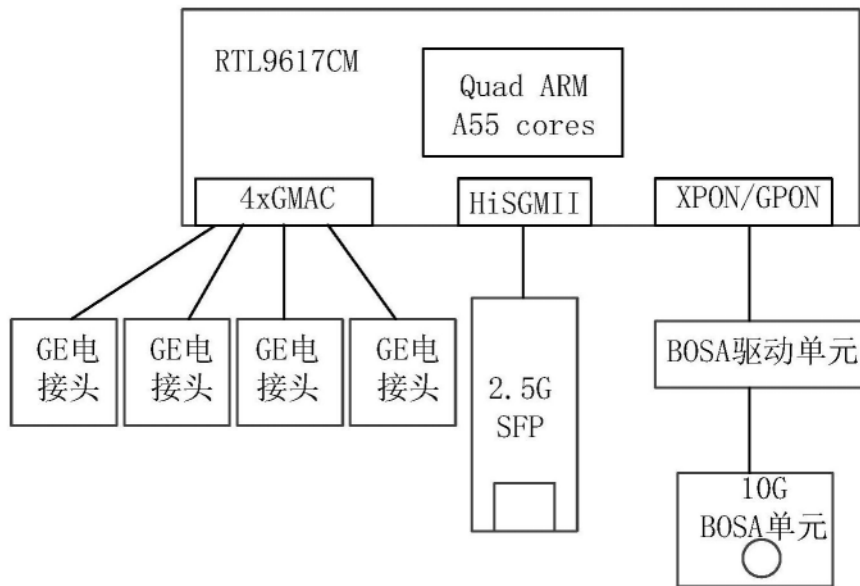 RTL9617CM
Quad ARM
A55 cores
4xGMAC
HiSGMII
XPON/GPON
GE电
接头
GE电
接头
GE电
接头
GE电
接头
2.5G
SFP
BOSA驱动单元
10G
BOSA单元